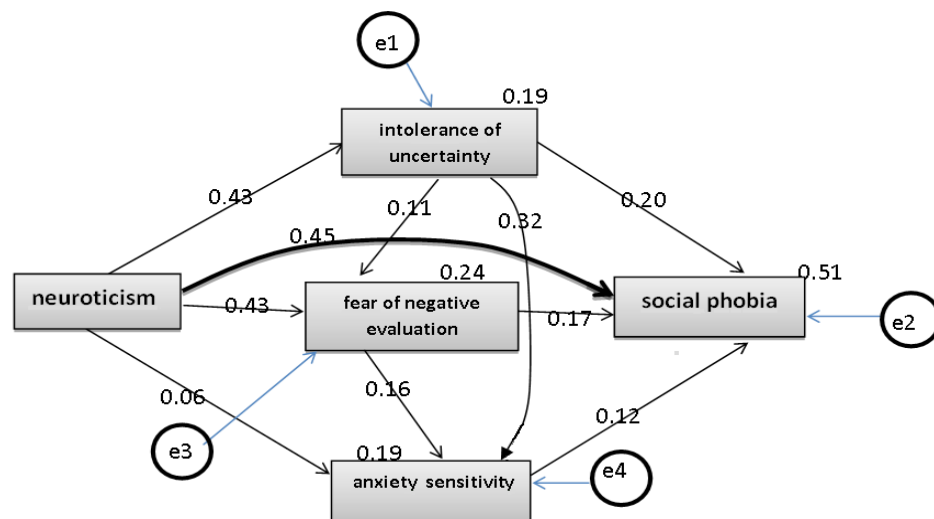 e1
0.19
intolerance of
uncertainty
0.43
0.11
0.32
0.20
0.45
neuroticism
0.24
0.51
fear of negative
evaluation
social phobia
0.43
0.17
e2
0.06
0.16
0.12
e3
0.19
anxiety sensitivity
e4